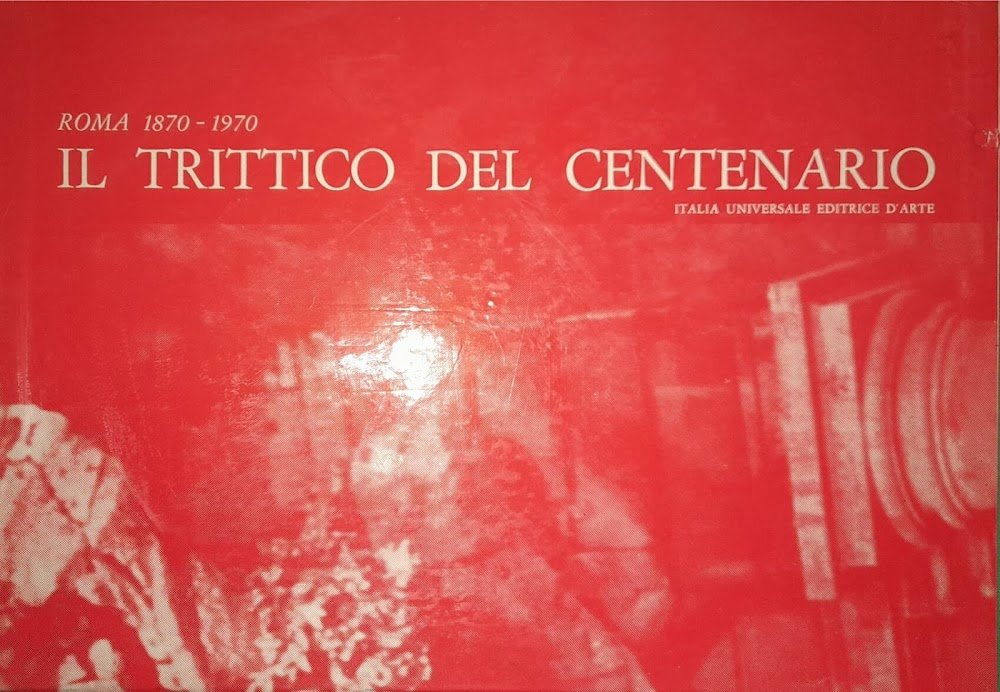 ROMA 1870 - 1970
IL TRITTICO DEL CENTENARIO
ITALIA UNIVERSALE EDITRICE D'ARTE